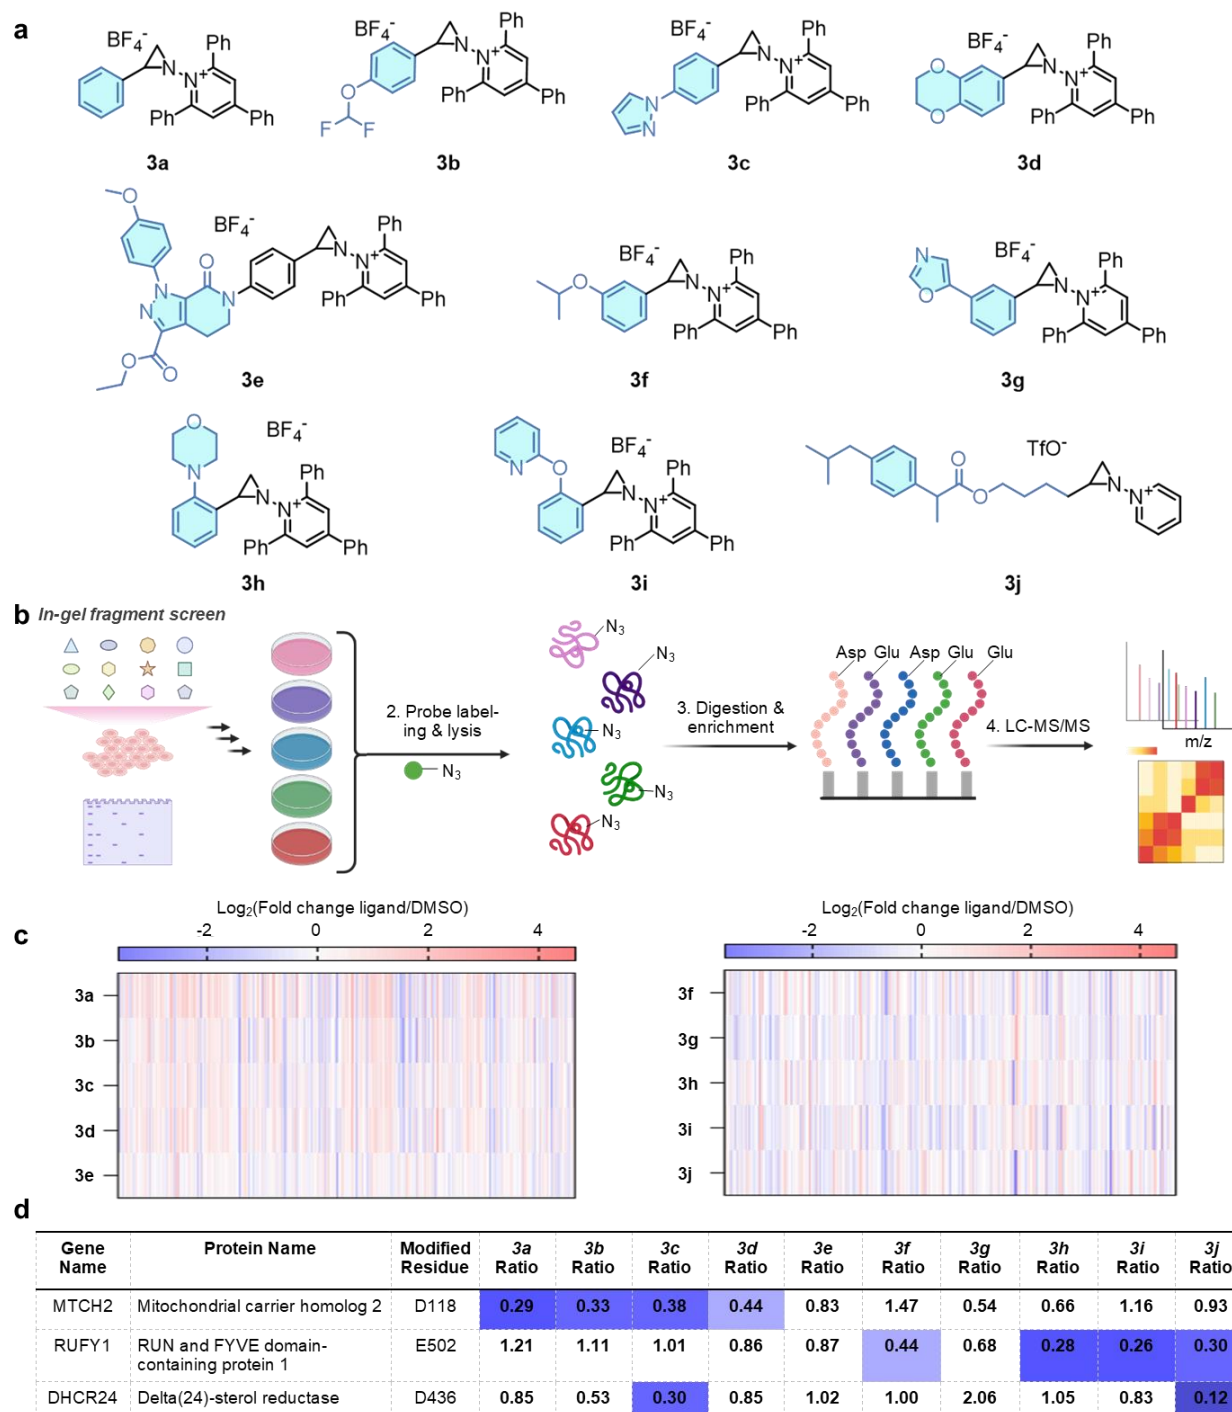 a
BF4-
Ph
N
N+
Ph
Ph
3a
BF4-
Ph
N
N+
O
Ph
Ph
F
F
3b
BF4-
Ph
N
N+
N
N
Ph
Ph
3c
BF4-
Ph
O
N
N+
O
Ph
Ph
3d
O
BF4-
Ph
O
N
N+
N
N
N
Ph
Ph
O
O
3e
BF4-
Ph
O
N
N+
Ph
Ph
3f
N
BF4-
Ph
O
N
N+
Ph
Ph
3g
O
BF4-
N
Ph
N
N+
Ph
Ph
3h
N
O
BF4-
Ph
N
N+
Ph
Ph
3i
TfO-
O
O
N
N+
3j
b In-gel fragment screen
2. Probe label-
ing & lysis
N3
N3
N3
N3
N3
N3
3. Digestion &
enrichment
Asp Glu Asp Glu Glu
4. LC-MS/MS
m/z
c
Log2(Fold change ligand/DMSO)
-2 0 2 4
3a
3b
3c
3d
3e
Log2(Fold change ligand/DMSO)
-2 0 2 4
3f
3g
3h
3i
3j
d
Gene Name Protein Name Modified Residue 3a Ratio 3b Ratio 3c Ratio 3d Ratio 3e Ratio 3f Ratio 3g Ratio 3h Ratio 3i Ratio 3j Ratio
MTCH2 Mitochondrial carrier homolog 2 D118 0.29 0.33 0.38 0.44 0.83 1.47 0.54 0.66 1.16 0.93
RUFY1 RUN and FYVE domain-containing protein 1 E502 1.21 1.11 1.01 0.86 0.87 0.44 0.68 0.28 0.26 0.30
DHCR24 Delta(24)-sterol reductase D436 0.85 0.53 0.30 0.85 1.02 1.00 2.06 1.05 0.83 0.12